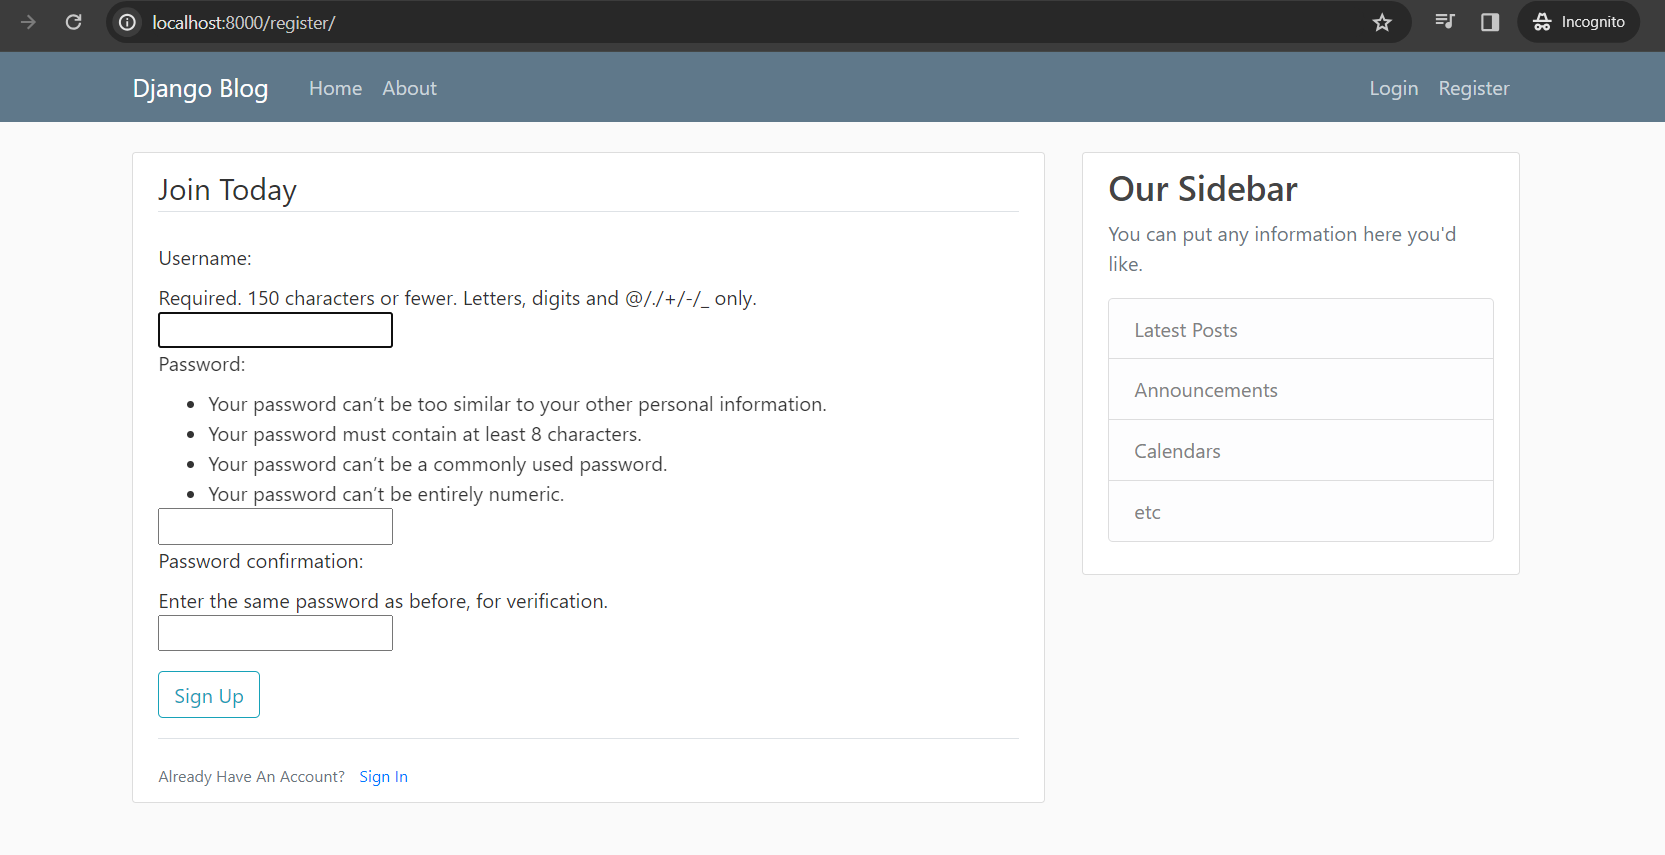 localhost:8000/register/
Incognito
Django Blog Home About Login Register
Join Today
Username:
Required. 150 characters or fewer. Letters, digits and @/./+/-/_ only.
Password:
• Your password can’t be too similar to your other personal information.
• Your password must contain at least 8 characters.
• Your password can’t be a commonly used password.
• Your password can’t be entirely numeric.
Password confirmation:
Enter the same password as before, for verification.
Sign Up
Already Have An Account? Sign In
Our Sidebar
You can put any information here you'd
like.
Latest Posts
Announcements
Calendars
etc